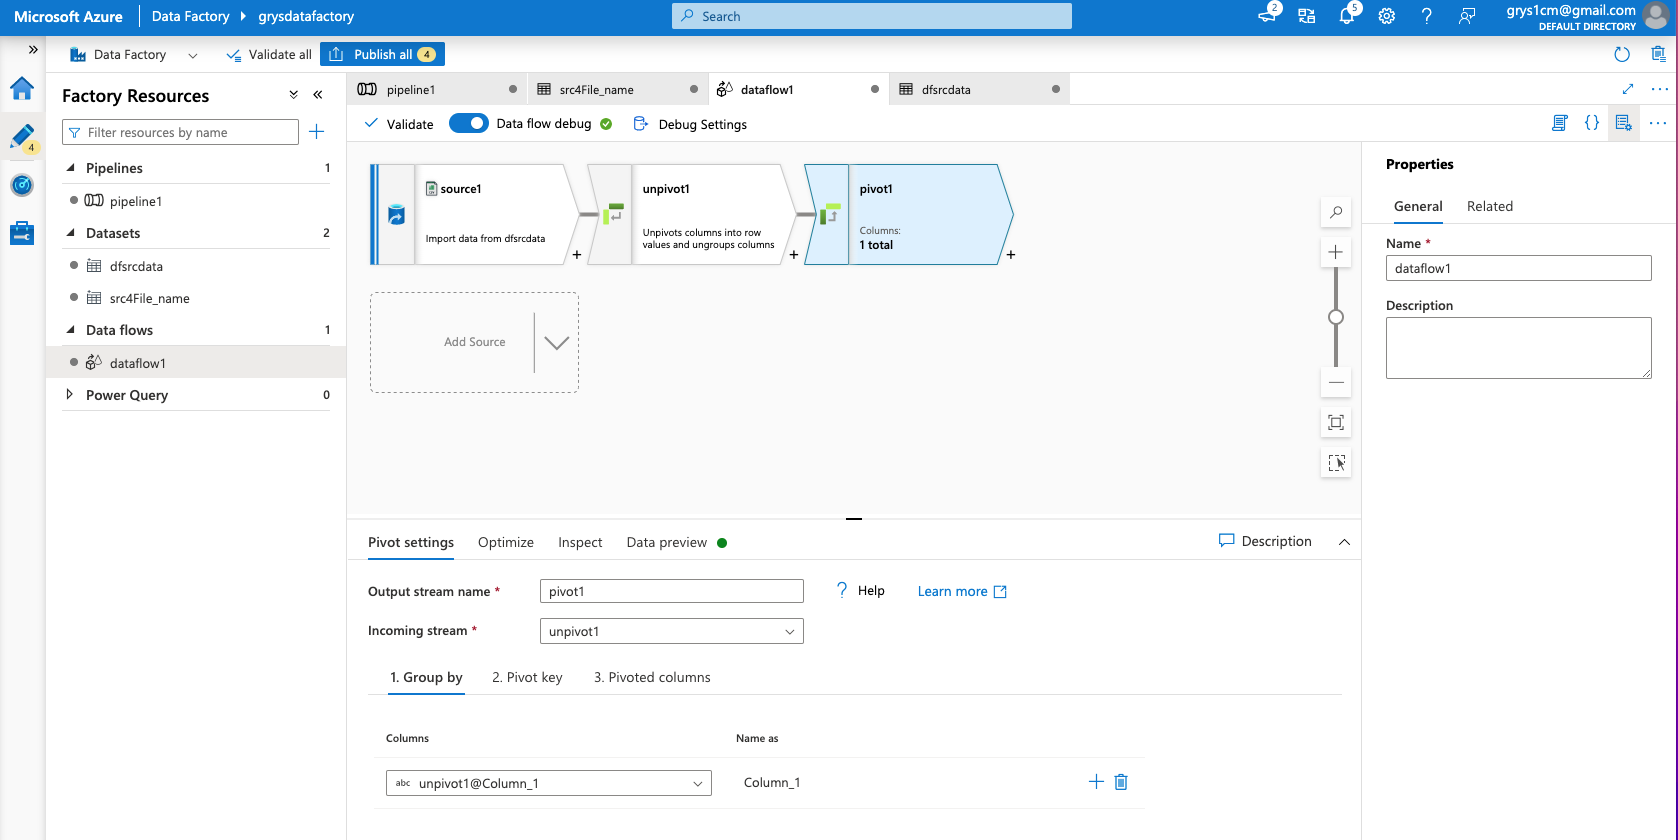 Microsoft Azure
Data Factory
grysdatafactory
Search
2
5
grys1cm@gmail.com
DEFAULT DIRECTORY
»
Data Factory
Validate all
Publish all
4
4
Factory Resources
«
Filter resources by name
Pipelines
1
pipeline1
Datasets
2
dfsrcdata
src4File_name
Data flows
1
dataflow1
Power Query
0
pipeline1
src4File_name
dataflow1
dfsrcdata
Validate
Data flow debug
Debug Settings
source1
Import data from dfsrcdata
+
unpivot1
Unpivots columns into row
values and ungroups columns
+
pivot1
Columns:
1 total
+
Add Source
Properties
General
Related
Name *
dataflow1
Description
Pivot settings
Optimize
Inspect
Data preview
Description
Output stream name *
pivot1
? Help
Learn more
Incoming stream *
unpivot1
1. Group by
2. Pivot key
3. Pivoted columns
Columns
Name as
abc unpivot1@Column_1
Column_1